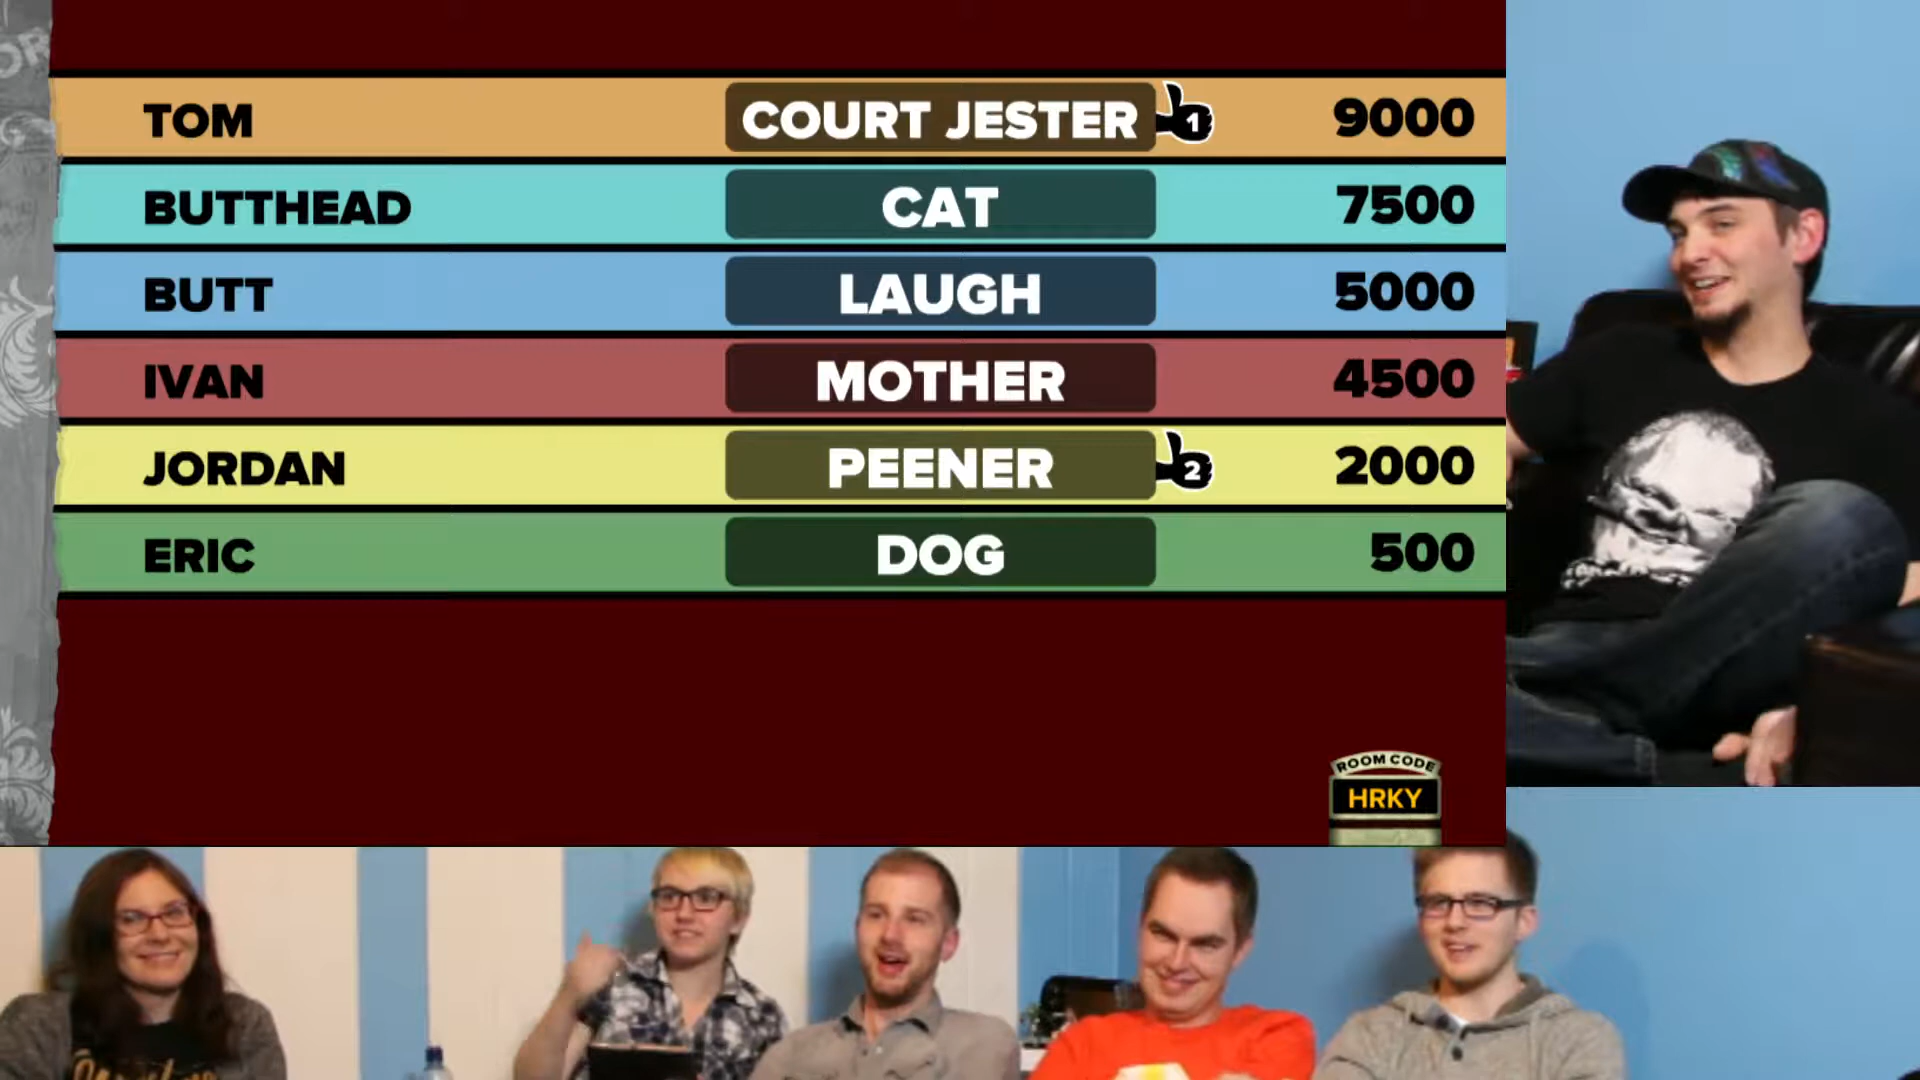 TOM COURT JESTER 1 9000
BUTTHEAD CAT 7500
BUTT LAUGH 5000
IVAN MOTHER 4500
JORDAN PEENER 2 2000
ERIC DOG 500
ROOM CODE
HRKY